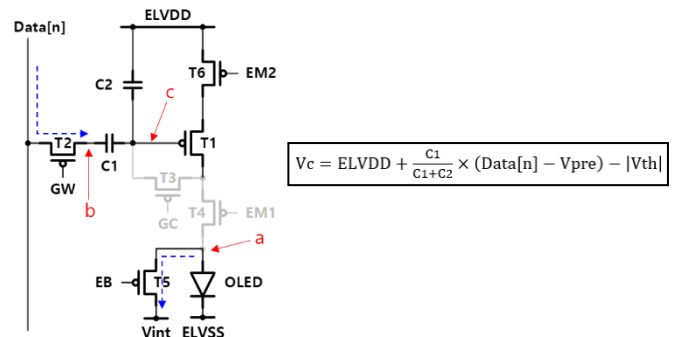 ELVDD
Data[n]
T6
EM2
C2
c
T2
C1
T1
GW
b
T3
GC
T4
EM1
a
EB
T5
OLED
Vint
ELVSS
Vc = ELVDD + C1/C1+C2 × (Data[n] − Vpre) − |Vth|